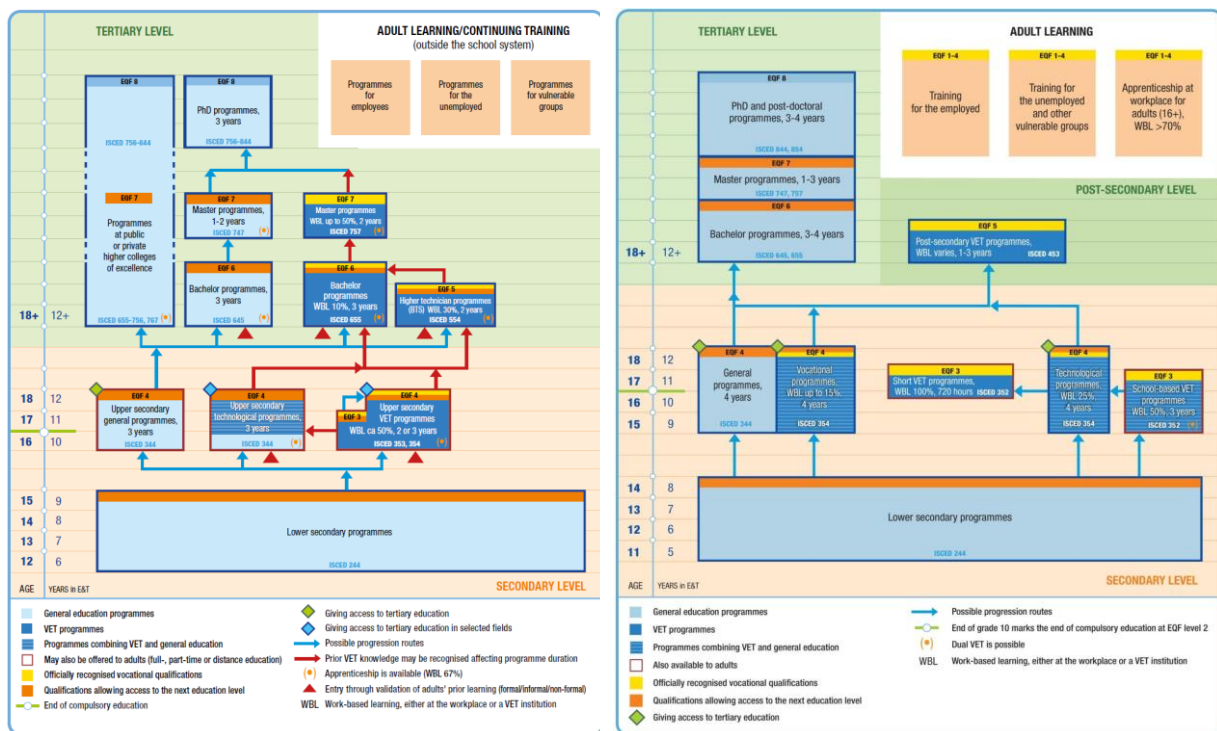 TERTIARY LEVEL
ADULT LEARNING/CONTINUING TRAINING
(outside the school system)
Programmes
for
employees
Programmes
for the
unemployed
Programmes
for vulnerable
groups
EQF 8
ISCED 756-844
EQF 7
Programmes
at public
or private
higher colleges
of excellence
ISCED 655-756, 767
EQF 8
PhD programmes,
3 years
ISCED 756-844
EQF 7
Master programmes,
1-2 years
ISCED 747
EQF 7
Master programmes
WBL up to 50%, 2 years
ISCED 757
EQF 6
Bachelor programmes,
3 years
ISCED 645
EQF 6
Bachelor
programmes
WBL 10%, 3 years
ISCED 655
EQF 5
Higher technician programmes
(BTS) WBL 30%, 2 years
ISCED 554
18+ 12+
18 12
17 11
16 10
EQF 4
Upper secondary
general programmes,
3 years
ISCED 344
EQF 4
Upper secondary
technological programmes,
3 years
ISCED 344
EQF 3
EQF 4
Upper secondary
VET programmes
WBL ca 50%, 2 or 3 years
ISCED 353, 354
15 9
14 8
13 7
12 6
Lower secondary programmes
ISCED 244
AGE YEARS in E&T
SECONDARY LEVEL
General education programmes
VET programmes
Programmes combining VET and general education
May also be offered to adults (full-, part-time or distance education)
Officially recognised vocational qualifications
Qualifications allowing access to the next education level
End of compulsory education
Giving access to tertiary education
Giving access to tertiary education in selected fields
Possible progression routes
Prior VET knowledge may be recognised affecting programme duration
Apprenticeship is available (WBL 67%)
Entry through validation of adults' prior learning (formal/informal/non-formal)
WBL Work-based learning, either at the workplace or a VET institution
TERTIARY LEVEL
ADULT LEARNING
EQF 1-4
Training
for the employed
EQF 1-4
Training for
the unemployed
and other
vulnerable groups
EQF 1-4
Apprenticeship at
workplace for
adults (16+),
WBL >70%
EQF 8
PhD and post-doctoral
programmes, 3-4 years
ISCED 844, 854
EQF 7
Master programmes, 1-3 years
ISCED 747, 757
EQF 6
Bachelor programmes, 3-4 years
ISCED 645, 655
POST-SECONDARY LEVEL
EQF 5
Post-secondary VET programmes,
WBL varies, 1-3 years ISCED 453
18+ 12+
18 12
17 11
16 10
15 9
EQF 4
General
programmes,
4 years
ISCED 344
EQF 4
Vocational
programmes,
WBL up to 15%,
4 years
ISCED 354
EQF 3
Short VET programmes,
WBL 100%, 720 hours ISCED 352
EQF 4
Technological
programmes,
WBL 25%,
4 years
ISCED 354
EQF 3
School-based VET
programmes
WBL 50%, 3 years
ISCED 352
14 8
13 7
12 6
11 5
Lower secondary programmes
ISCED 244
AGE YEARS in E&T
SECONDARY LEVEL
General education programmes
VET programmes
Programmes combining VET and general education
Also available to adults
Officially recognised vocational qualifications
Qualifications allowing access to the next education level
Giving access to tertiary education
Possible progression routes
End of grade 10 marks the end of compulsory education at EQF level 2
Dual VET is possible
WBL Work-based learning, either at the workplace or a VET institution